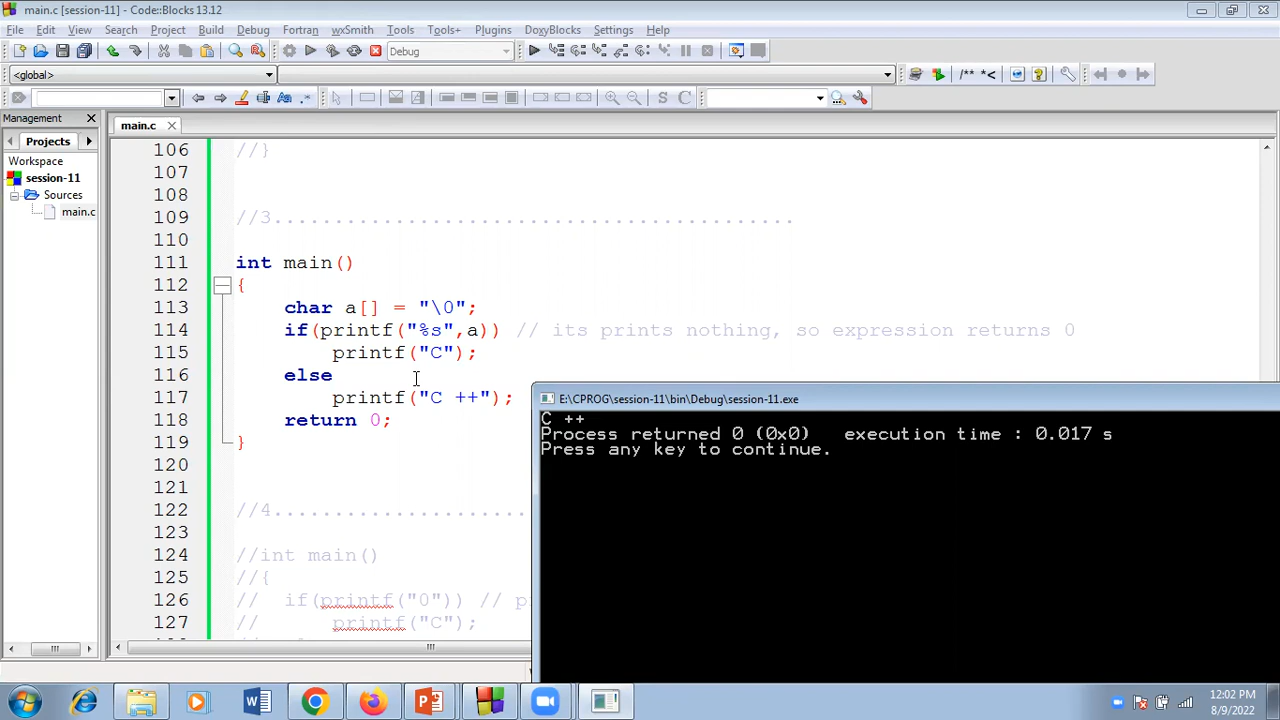 main.c [session-11] - Code::Blocks 13.12
File Edit View Search Project Build Debug Fortran wxSmith Tools Tools+ Plugins DoxyBlocks Settings Help
Debug
<global>
/** *<
S C
Management
main.c
Projects
Workspace
session-11
Sources
main.c
106 //}
107
108
109 //3...........................................
110
111 int main()
112 {
113 char a[] = "\0";
114 if(printf("%s",a)) // its prints nothing, so expression returns 0
115 printf("C");
116 else
117 printf("C ++");
118 return 0;
119 }
120
121
122 //4.....................
123
124 //int main()
125 //{
126 // if(printf("0")) // p
127 // printf("C");
E:\CPROG\session-11\bin\Debug\session-11.exe
C ++
Process returned 0 (0x0) execution time : 0.017 s
Press any key to continue.
12:02 PM
8/9/2022